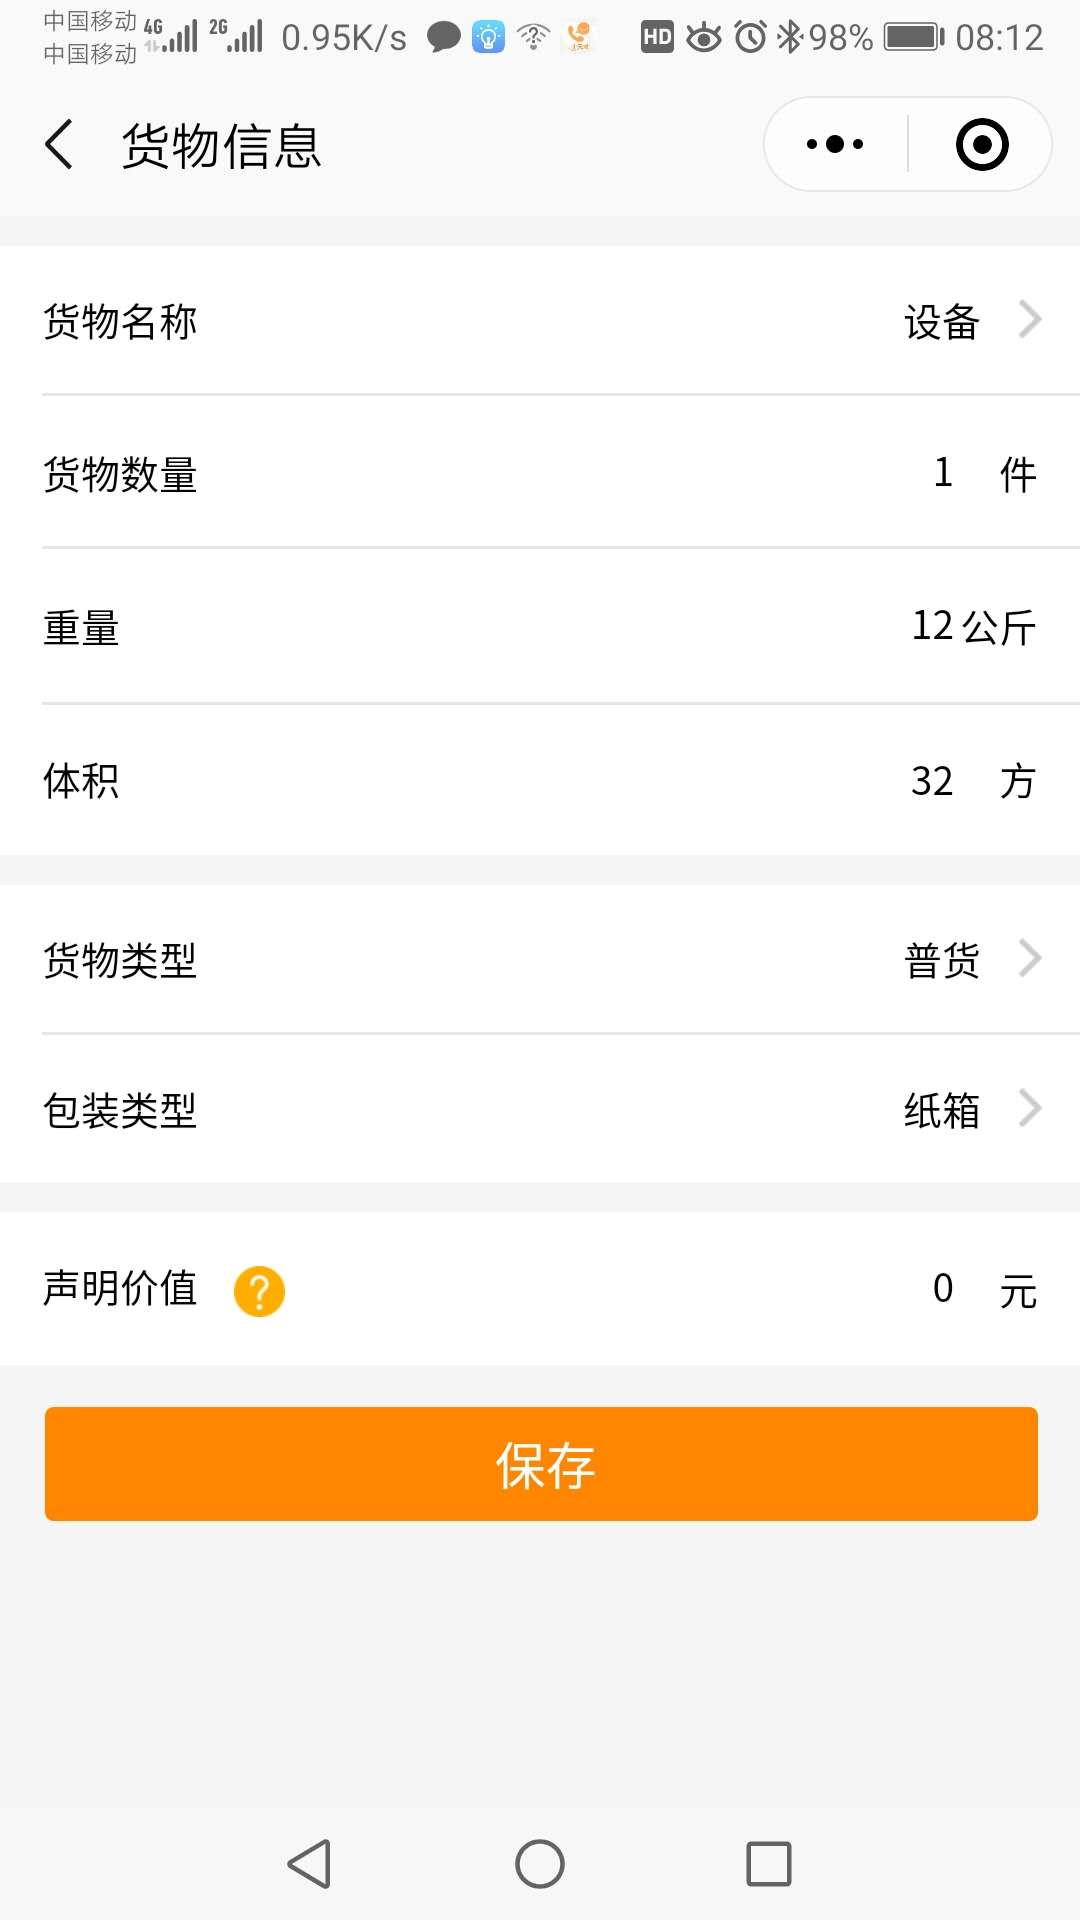 中国移动 4G 2G 0.95K/s HD 98% 08:12
中国移动
货物信息
货物名称 设备
货物数量 1 件
重量 12 公斤
体积 32 方
货物类型 普货
包装类型 纸箱
声明价值 ? 0 元
保存